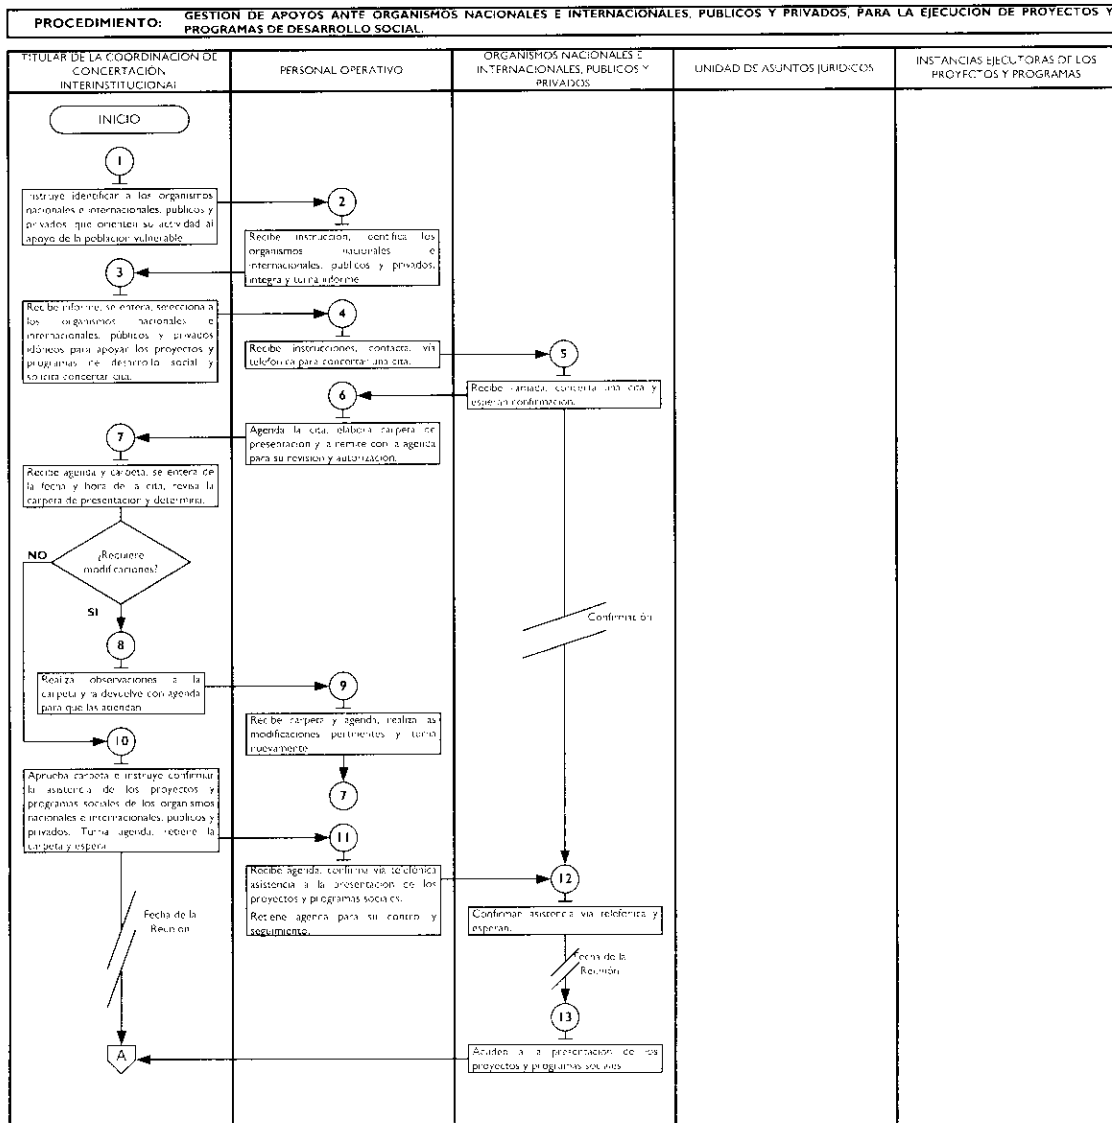 PROCEDIMIENTO:
GESTION DE APOYOS ANTE ORGANISMOS NACIONALES E INTERNACIONALES, PUBLICOS Y PRIVADOS, PARA LA EJECUCION DE PROYECTOS Y
PROGRAMAS DE DESARROLLO SOCIAL.
TITULAR DE LA COORDINACION DE
CONCERTACIÓN
INTERINSTITUCIONAL
PERSONAL OPERATIVO
ORGANISMOS NACIONALES E
INTERNACIONALES, PUBLICOS Y
PRIVADOS
UNIDAD DE ASUNTOS JURIDICOS
INSTANCIAS EJECUTORAS DE LOS
PROYECTOS Y PROGRAMAS
INICIO
1
Instruye identificar a los organismos
nacionales e internacionales, publicos y
privados que orienten su actividad al
apoyo de la poblacion vulnerable
2
Recibe instrucción, identifica los
organismos nacionales e
internacionales, publicos y privados,
integra y turna informe
3
Recibe informe, se entera, selecciona a
los organismos nacionales e
internacionales, públicos y privados
idóneos para apoyar los proyectos y
programas de desarrollo social y
solicita concertar cita.
4
Recibe instrucciones, contacta, vía
telefónica para concertar una cita.
5
Recibe llamada, concerta una cita y
esperan confirmación.
6
Agenda la cita, elabora carpeta de
presentación y la remite con la agenda
para su revisión y autorización.
7
Recibe agenda y carpeta, se entera de
la fecha y hora de la cita, revisa la
carpeta de presentación y determina.
¿Requiere
modificaciones?
NO
SI
Confirmación
8
Realiza observaciones a la
carpeta y la devuelve con agenda
para que las atiendan
9
Recibe carpeta y agenda, realiza las
modificaciones pertinentes y turna
nuevamente
7
10
Aprueba carpeta e instruye confirmar
la asistencia de los proyectos y
programas sociales de los organismos
nacionales e internacionales, publicos y
privados. Turna agenda, retiene la
carpeta y espera
11
Recibe agenda, confirma vía telefónica
asistencia a la presentación de los
proyectos y programas sociales.
Retiene agenda para su control y
seguimiento.
12
Confirman asistencia vía telefónica y
esperan.
Fecha de la
Reunión
Fecha de la
Reunión
13
Acuden a la presentación de los
proyectos y programas sociales
A